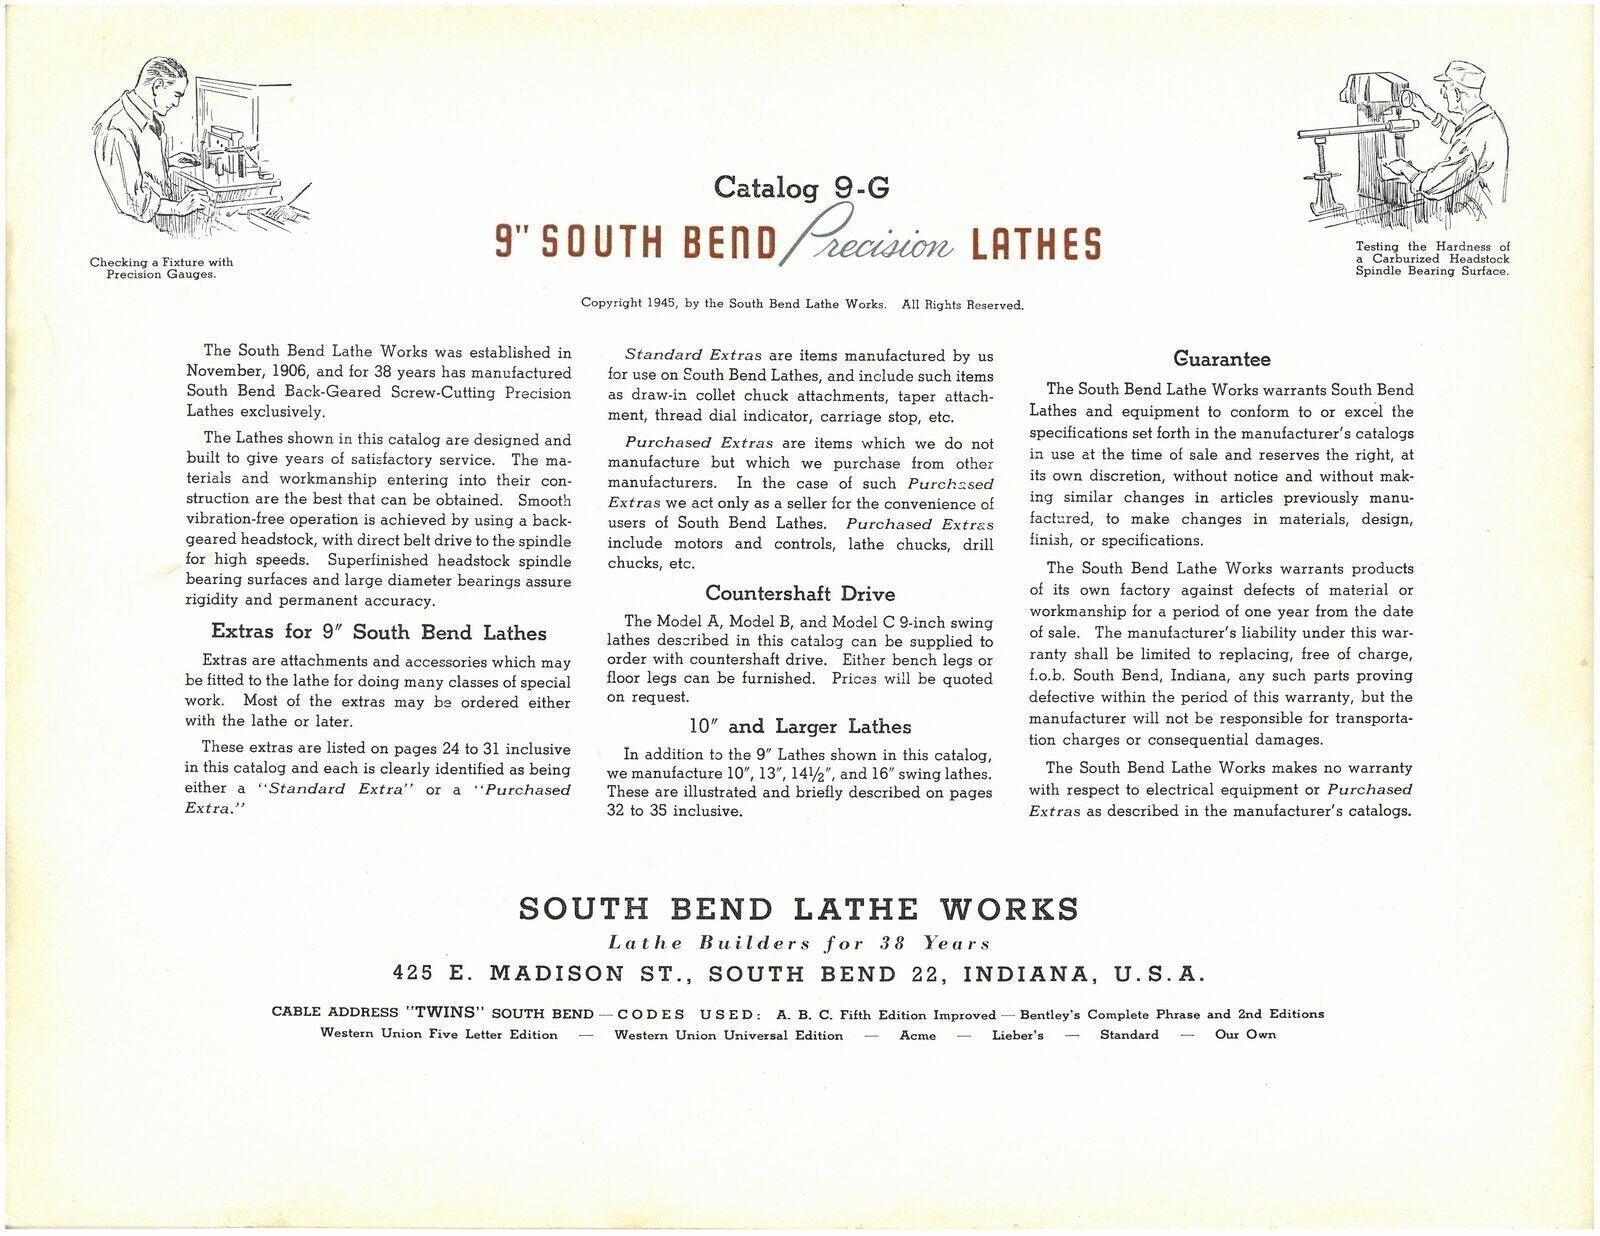 Checking a Fixture with
Precision Gauges.
Testing the Hardness of
a Carburized Headstock
Spindle Bearing Surface.
Catalog 9-G
9" SOUTH BEND Precision LATHES
Copyright 1945, by the South Bend Lathe Works. All Rights Reserved.
The South Bend Lathe Works was established in
November, 1906, and for 38 years has manufactured
South Bend Back-Geared Screw-Cutting Precision
Lathes exclusively.
The Lathes shown in this catalog are designed and
built to give years of satisfactory service. The ma-
terials and workmanship entering into their con-
struction are the best that can be obtained. Smooth
vibration-free operation is achieved by using a back-
geared headstock, with direct belt drive to the spindle
for high speeds. Superfinished headstock spindle
bearing surfaces and large diameter bearings assure
rigidity and permanent accuracy.
Extras for 9" South Bend Lathes
Extras are attachments and accessories which may
be fitted to the lathe for doing many classes of special
work. Most of the extras may be ordered either
with the lathe or later.
These extras are listed on pages 24 to 31 inclusive
in this catalog and each is clearly identified as being
either a "Standard Extra" or a "Purchased
Extra."
Standard Extras are items manufactured by us
for use on South Bend Lathes, and include such items
as draw-in collet chuck attachments, taper attach-
ment, thread dial indicator, carriage stop, etc.
Purchased Extras are items which we do not
manufacture but which we purchase from other
manufacturers. In the case of such Purchased
Extras we act only as a seller for the convenience of
users of South Bend Lathes. Purchased Extras
include motors and controls, lathe chucks, drill
chucks, etc.
Countershaft Drive
The Model A, Model B, and Model C 9-inch swing
lathes described in this catalog can be supplied to
order with countershaft drive. Either bench legs or
floor legs can be furnished. Prices will be quoted
on request.
10" and Larger Lathes
In addition to the 9" Lathes shown in this catalog,
we manufacture 10", 13", 14½", and 16" swing lathes.
These are illustrated and briefly described on pages
32 to 35 inclusive.
Guarantee
The South Bend Lathe Works warrants South Bend
Lathes and equipment to conform to or excel the
specifications set forth in the manufacturer's catalogs
in use at the time of sale and reserves the right, at
its own discretion, without notice and without mak-
ing similar changes in articles previously manu-
factured, to make changes in materials, design,
finish, or specifications.
The South Bend Lathe Works warrants products
of its own factory against defects of material or
workmanship for a period of one year from the date
of sale. The manufacturer's liability under this war-
ranty shall be limited to replacing, free of charge,
f.o.b. South Bend, Indiana, any such parts proving
defective within the period of this warranty, but the
manufacturer will not be responsible for transporta-
tion charges or consequential damages.
The South Bend Lathe Works makes no warranty
with respect to electrical equipment or Purchased
Extras as described in the manufacturer's catalogs.
SOUTH BEND LATHE WORKS
Lathe Builders for 38 Years
425 E. MADISON ST., SOUTH BEND 22, INDIANA, U.S.A.
CABLE ADDRESS "TWINS" SOUTH BEND — CODES USED: A. B. C. Fifth Edition Improved — Bentley's Complete Phrase and 2nd Editions
Western Union Five Letter Edition — Western Union Universal Edition — Acme — Lieber's — Standard — Our Own